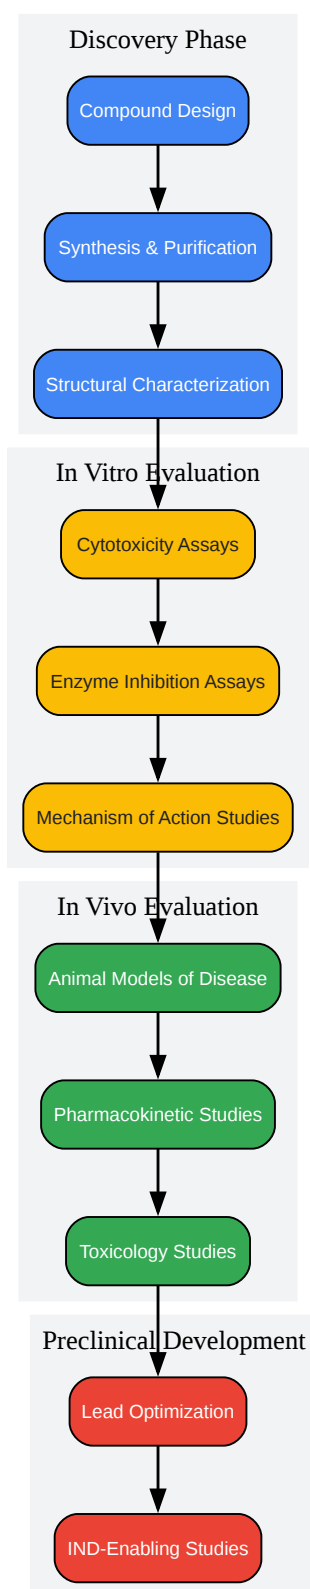 Discovery Phase
Compound Design
Synthesis & Purification
Structural Characterization
In Vitro Evaluation
Cytotoxicity Assays
Enzyme Inhibition Assays
Mechanism of Action Studies
In Vivo Evaluation
Animal Models of Disease
Pharmacokinetic Studies
Toxicology Studies
Preclinical Development
Lead Optimization
IND-Enabling Studies